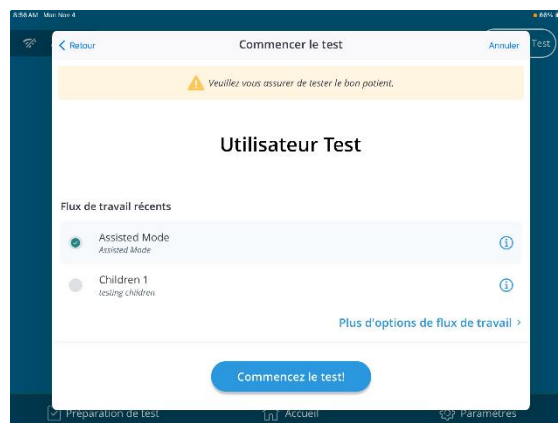 8:56 AM Mon Nov 4
66%
Retour
Commencer le test
Annuler
Test
Veuillez vous assurer de tester le bon patient.
Utilisateur Test
Flux de travail récents
Assisted Mode
Assisted Mode
Children 1
testing children
Plus d'options de flux de travail >
Commencez le test!
Préparation de test
Accueil
Paramètres